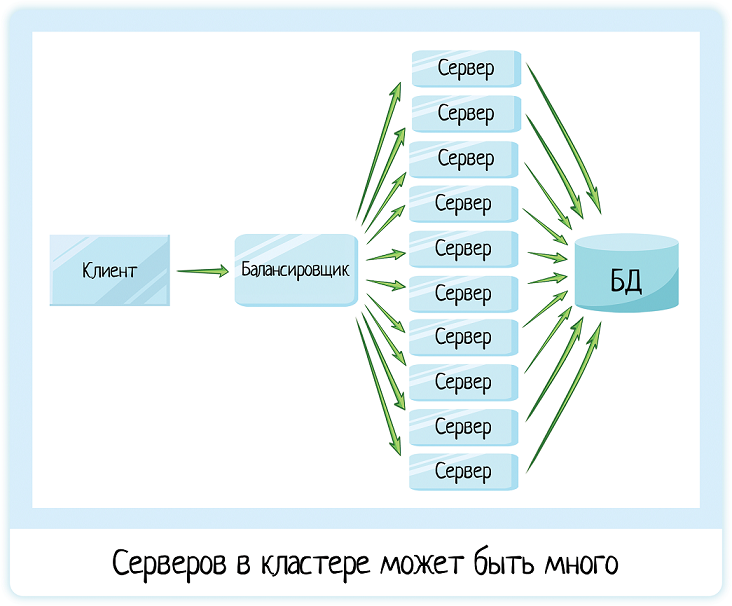 Сервер
Сервер
Сервер
Сервер
Клиент
Балансировщик
Сервер
БД
Сервер
Сервер
Сервер
Сервер
Сервер
Серверов в кластере может быть много